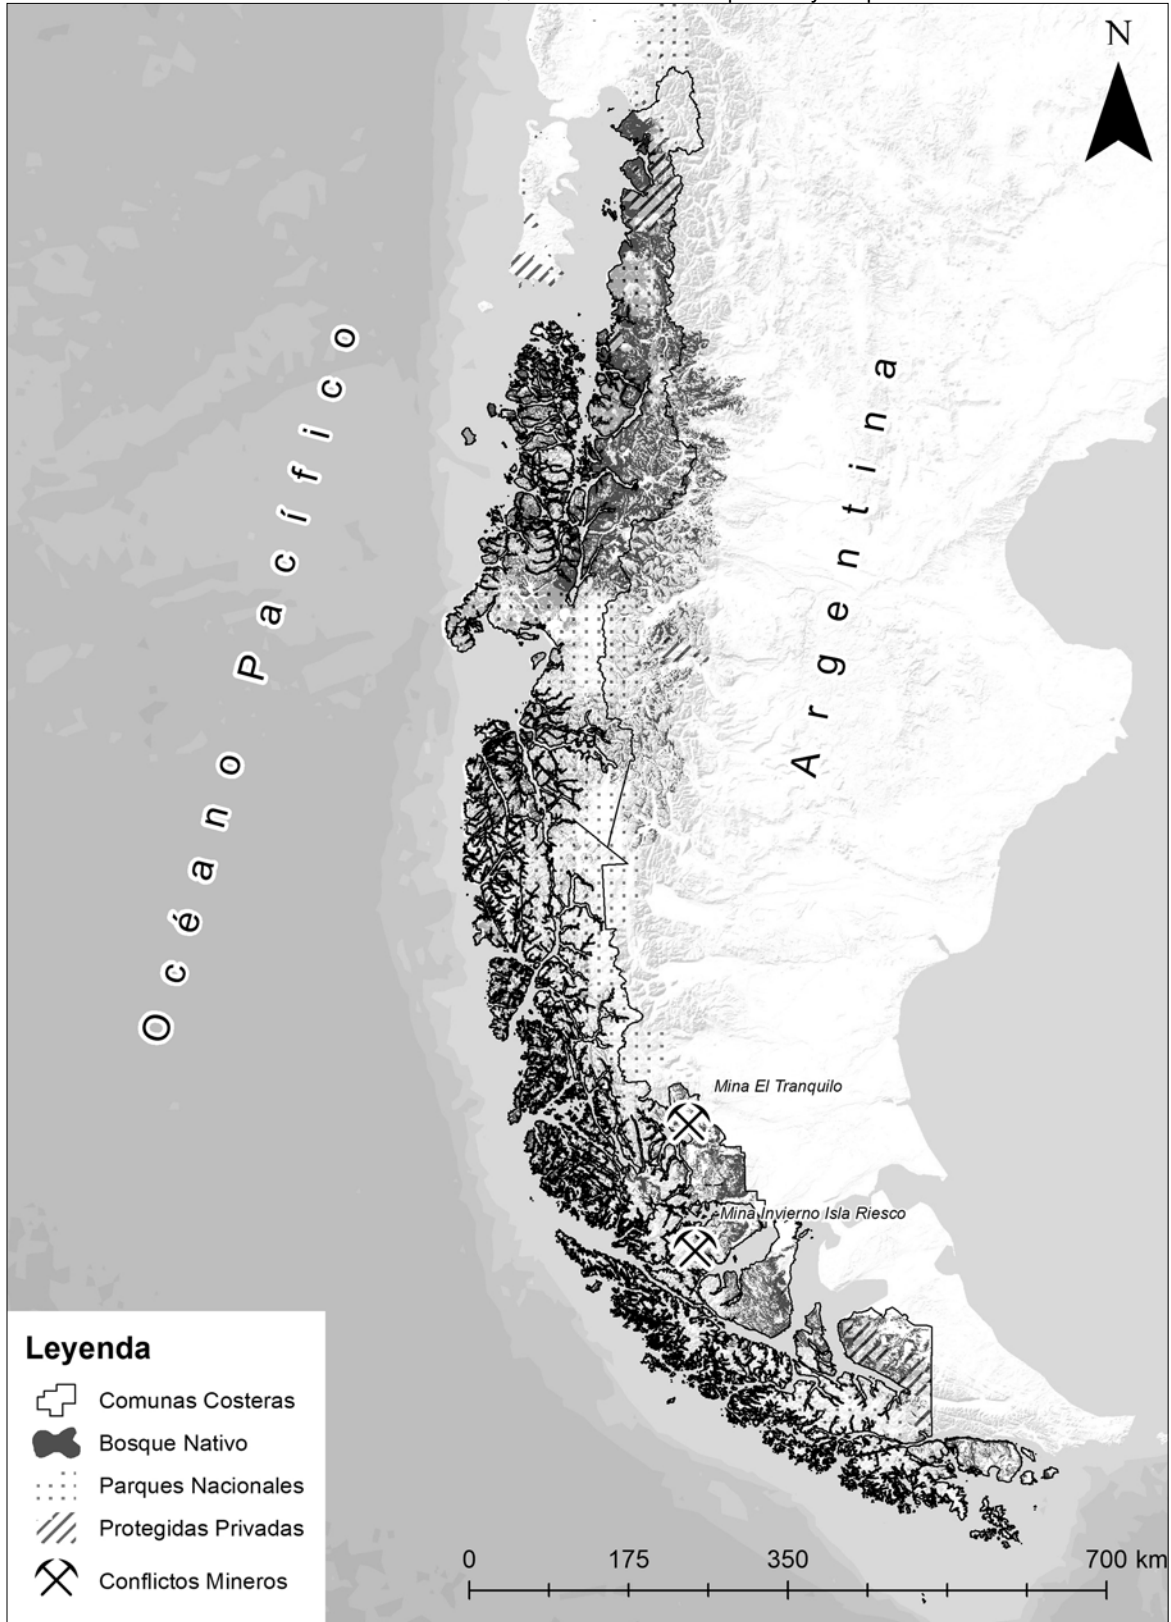 N
Océano Pacífico
Argentina
Mina El Tranquilo
Mina Invierno Isla Riesco
Leyenda
Comunas Costeras
Bosque Nativo
Parques Nacionales
Protegidas Privadas
Conflictos Mineros
0 175 350 700 km